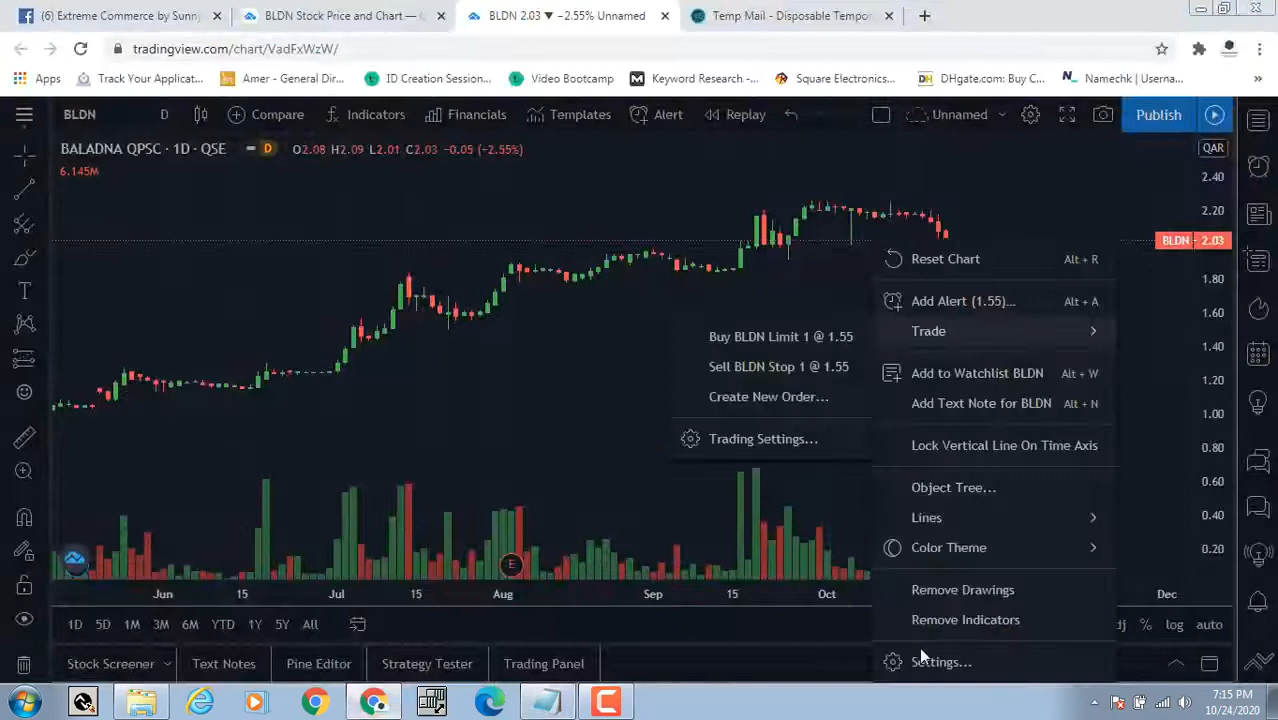 Extreme Commerce by Sunny
BLDN Stock Price and Chart —
BLDN 2.03 ▼ −2.55% Unnamed
Temp Mail - Disposable Tempor
tradingview.com/chart/VadFxWzW/
Apps
Track Your Applicat...
Amer - General Dir...
ID Creation Session...
Video Bootcamp
Keyword Research -...
Square Electronics...
DHgate.com: Buy C...
Namechk | Userna...
»
BLDN
D
Compare
Indicators
Financials
Templates
Alert
Replay
Unnamed
Publish
BALADNA QPSC · 1D · QSE
D
O2.08 H2.09 L2.01 C2.03 −0.05 (−2.55%)
QAR
6.145M
2.40
2.20
BLDN 2.03
1.80
1.60
1.40
1.20
1.00
0.80
0.60
0.40
0.20
Reset Chart Alt + R
Add Alert (1.55)... Alt + A
Trade
Buy BLDN Limit 1 @ 1.55
Sell BLDN Stop 1 @ 1.55
Create New Order...
Trading Settings...
Add to Watchlist BLDN Alt + W
Add Text Note for BLDN Alt + N
Lock Vertical Line On Time Axis
Object Tree...
Lines
Color Theme
Remove Drawings
Remove Indicators
Settings...
E
Jun 15 Jul 15 Aug Sep 15 Oct Dec
1D 5D 1M 3M 6M YTD 1Y 5Y All
% log auto
Stock Screener
Text Notes
Pine Editor
Strategy Tester
Trading Panel
7:15 PM
10/24/2020